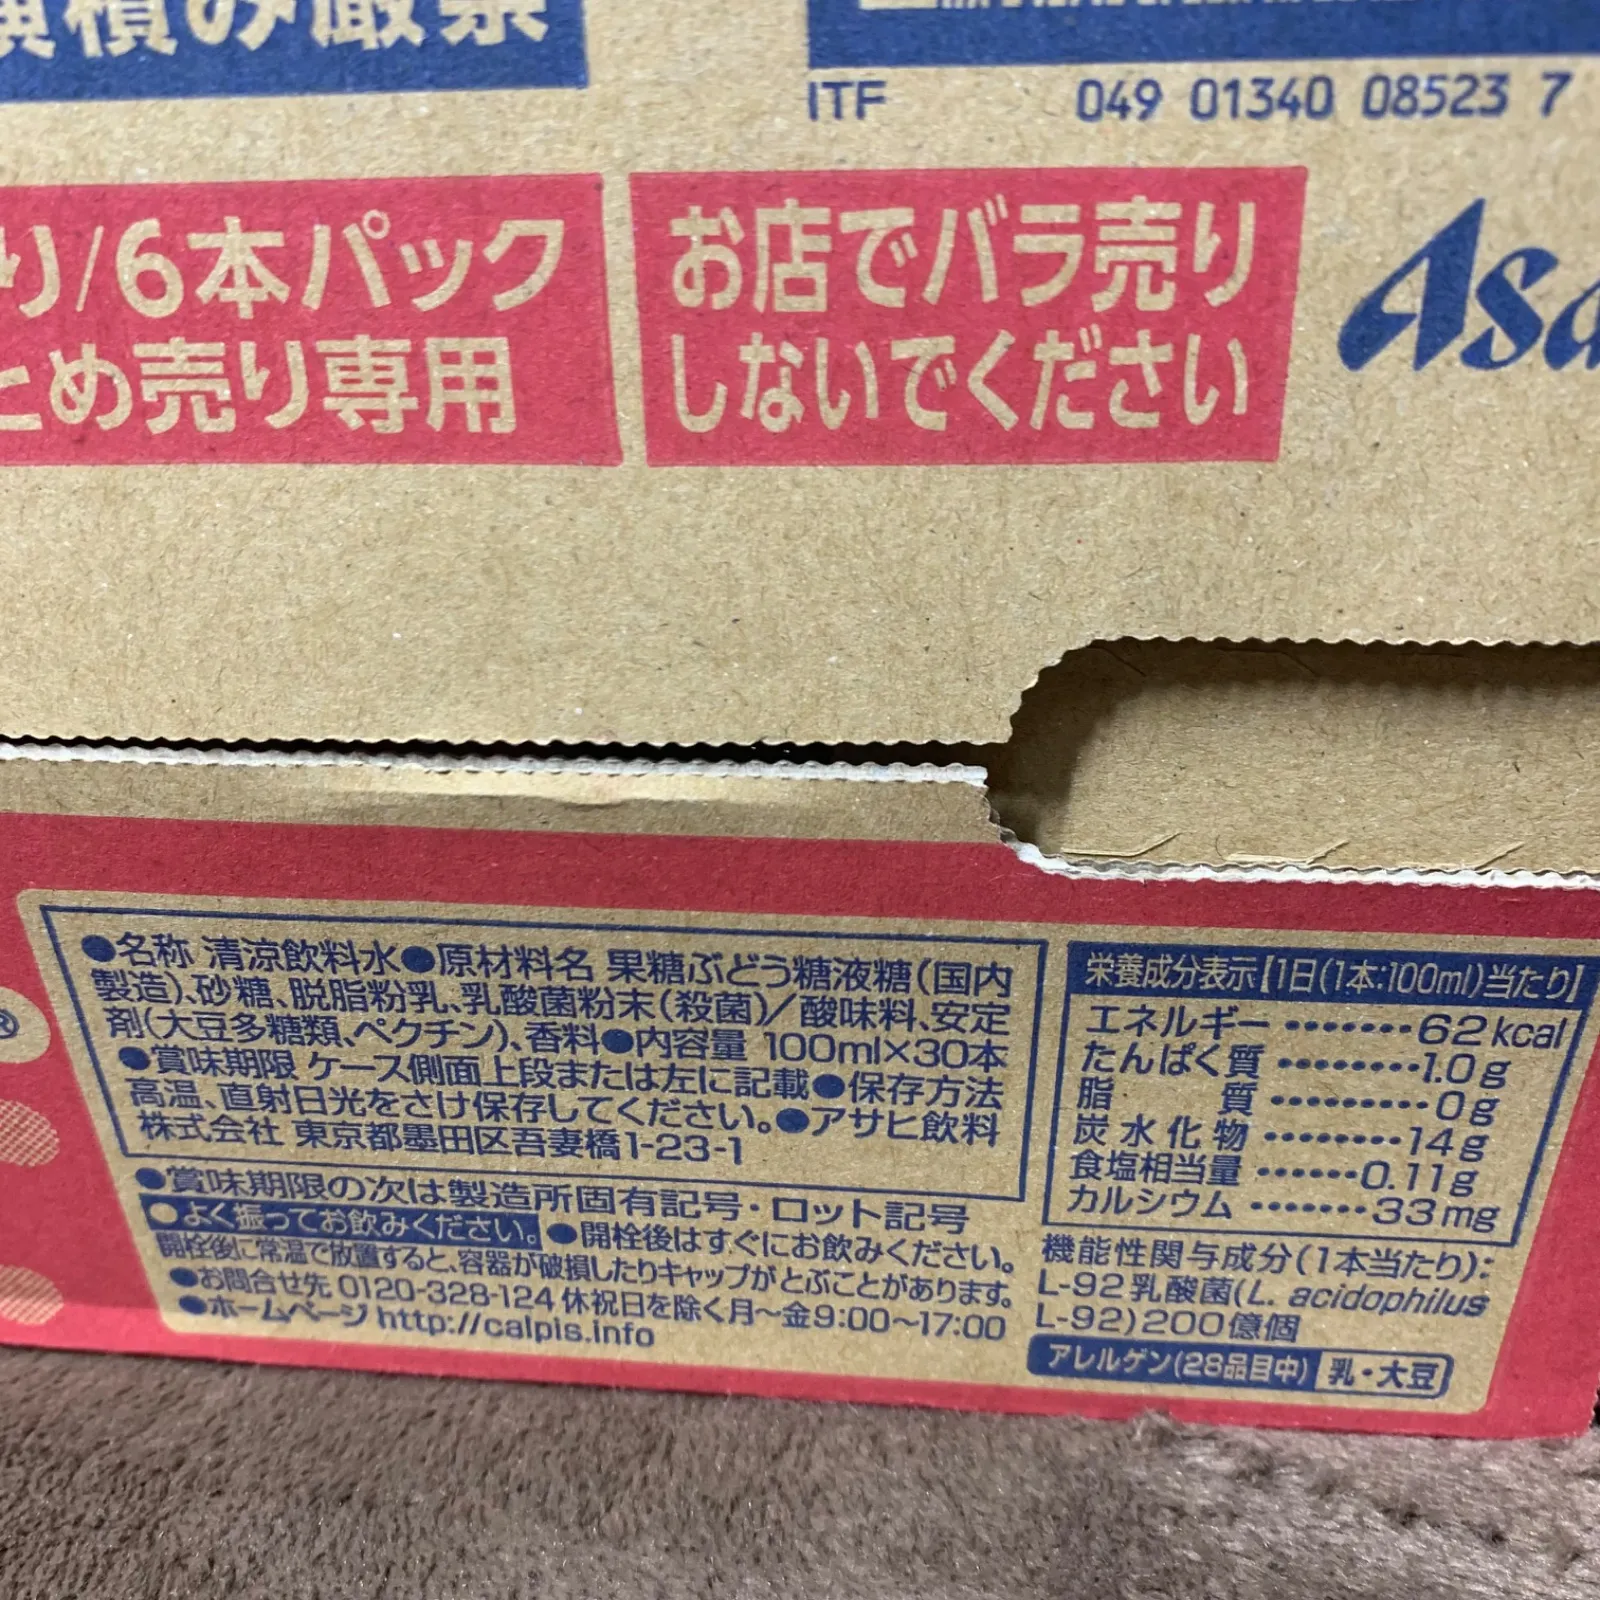 横積み厳禁
ITF 049 01340 08523 7
り/6本パック
とめ売り専用
お店でバラ売り
しないでください
Asa
®
●名称 清涼飲料水●原材料名 果糖ぶどう糖液糖(国内
製造)、砂糖、脱脂粉乳、乳酸菌粉末(殺菌)/酸味料、安定
剤(大豆多糖類、ペクチン)、香料●内容量 100ml×30本
●賞味期限 ケース側面上段または左に記載●保存方法
高温、直射日光をさけ保存してください。●アサヒ飲料
株式会社 東京都墨田区吾妻橋1-23-1
●賞味期限の次は製造所固有記号・ロット記号
●よく振ってお飲みください。●開栓後はすぐにお飲みください。
開栓後に常温で放置すると、容器が破損したりキャップがとぶことがあります。
●お問合せ先 0120-328-124 休祝日を除く月〜金9:00〜17:00
●ホームページ http://calpis.info
栄養成分表示【1日(1本:100ml)当たり】
エネルギー ‥‥‥‥62kcal
たんぱく質 ‥‥‥‥1.0g
脂 質 ‥‥‥‥‥0g
炭水化物 ‥‥‥‥14g
食塩相当量 ‥‥‥0.11g
カルシウム ‥‥‥‥33mg
機能性関与成分(1本当たり):
L-92乳酸菌(L. acidophilus
L-92)200億個
アレルゲン(28品目中) 乳・大豆